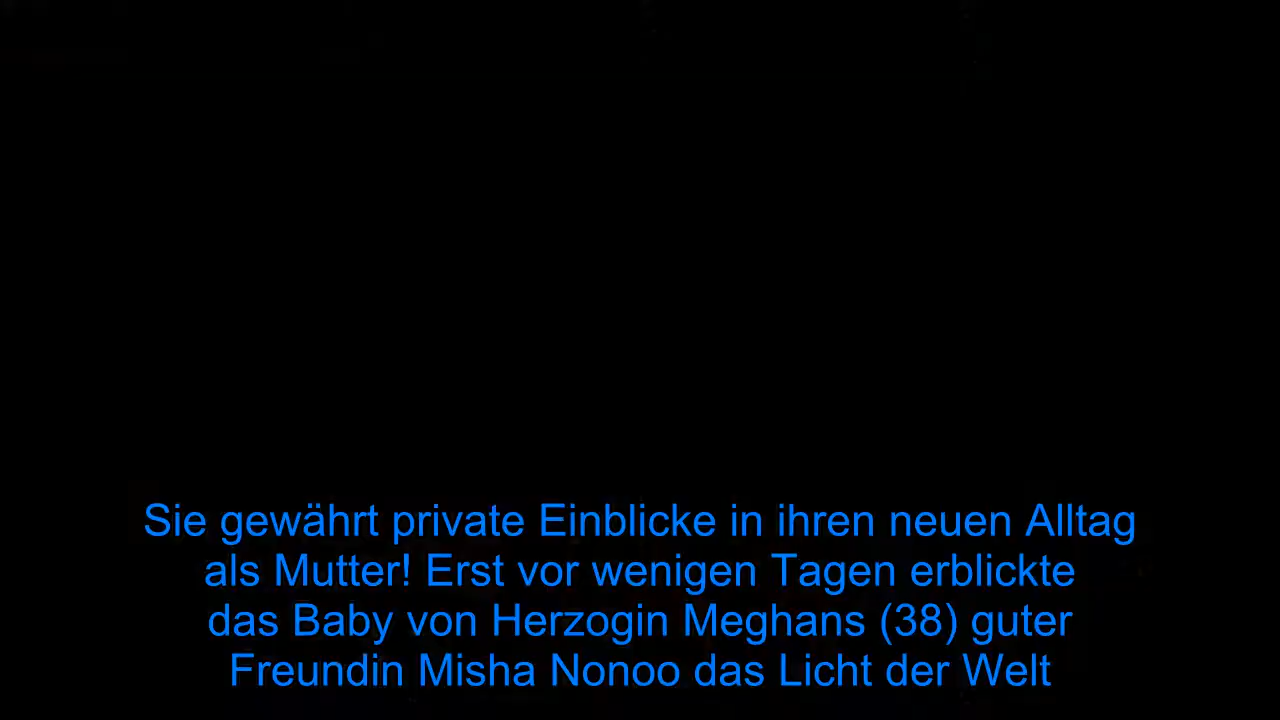 Sie gewährt private Einblicke in ihren neuen Alltag
als Mutter! Erst vor wenigen Tagen erblickte
das Baby von Herzogin Meghans (38) guter
Freundin Misha Nonoo das Licht der Welt